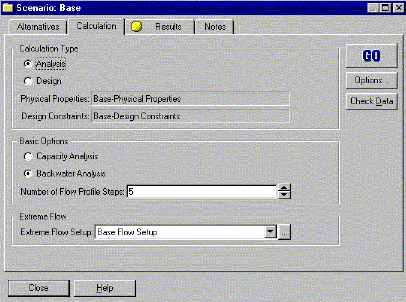 Scenario: Base
Alternatives
Calculation
Results
Notes
Calculation Type
Analysis
Design
Physical Properties: Base-Physical Properties
Design Constraints: Base-Design Constraints
GO
Options...
Check Data
Basic Options
Capacity Analysis
Backwater Analysis
Number of Flow Profile Steps: 5
Extreme Flow
Extreme Flow Setup: Base Flow Setup
...
Close
Help